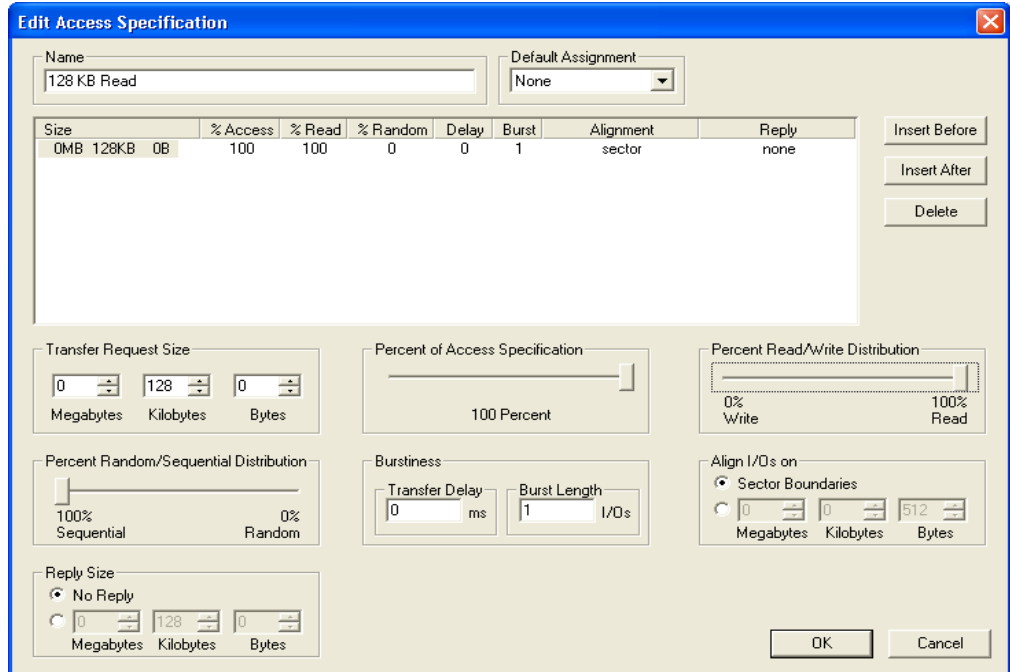 Edit Access Specification
Name Default Assignment
128 KB Read None
Size % Access % Read % Random Delay Burst Alignment Reply
0MB 128KB 0B 100 100 0 0 1 sector none
Insert Before
Insert After
Delete
Transfer Request Size Percent of Access Specification Percent Read/Write Distribution
0 128 0
Megabytes Kilobytes Bytes
100 Percent
0% 100%
Write Read
Percent Random/Sequential Distribution Burstiness Align I/Os on
100% 0%
Sequential Random
Transfer Delay Burst Length
0 ms 1 I/Os
Sector Boundaries
0 0 512
Megabytes Kilobytes Bytes
Reply Size
No Reply
0 128 0
Megabytes Kilobytes Bytes
OK Cancel